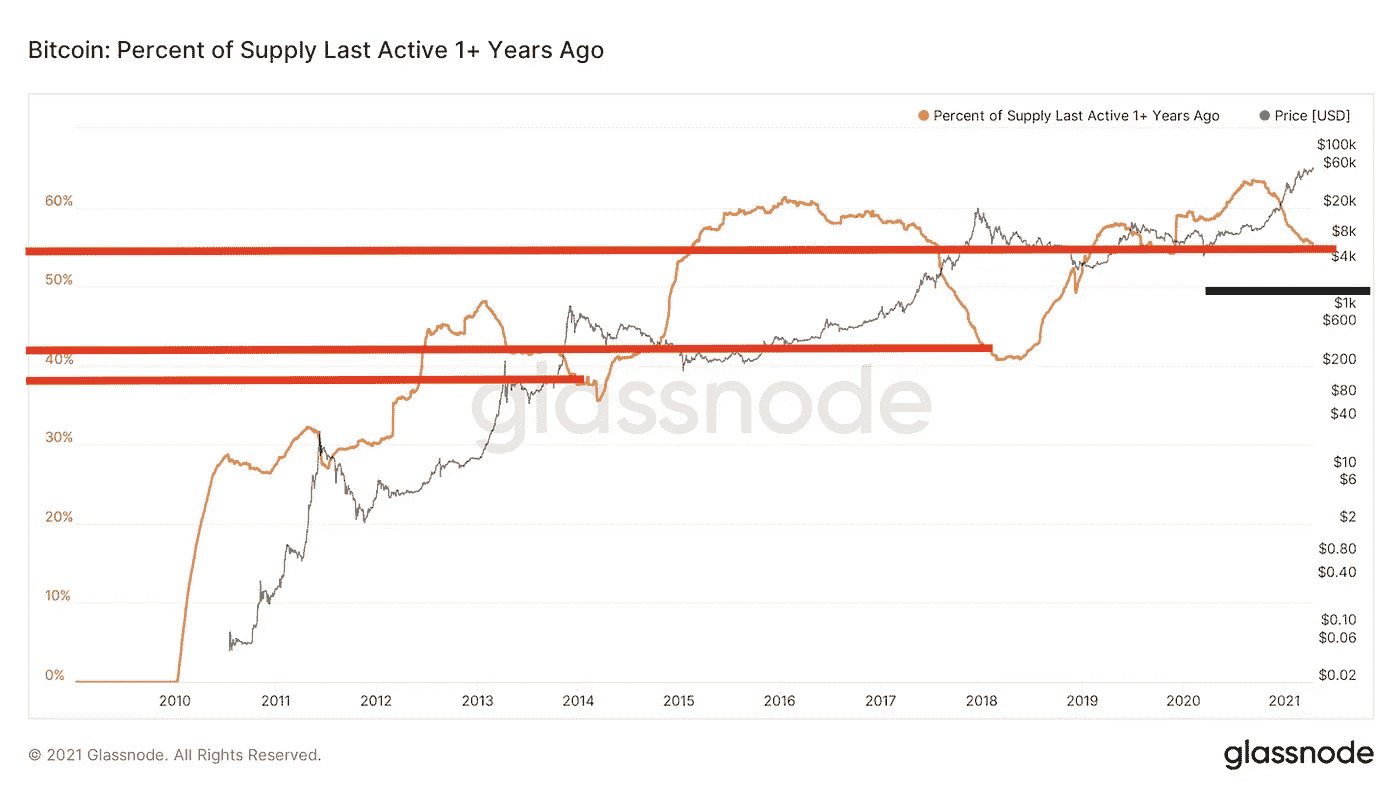 Bitcoin: Percent of Supply Last Active 1+ Years Ago
Percent of Supply Last Active 1+ Years Ago
Price [USD]
60%
50%
40%
30%
20%
10%
0%
$100k
$60k
$20k
$8k
$4k
$1k
$600
$200
$80
$40
$10
$6
$2
$0.80
$0.40
$0.10
$0.06
$0.02
glassnode
2010 2011 2012 2013 2014 2015 2016 2017 2018 2019 2020 2021
© 2021 Glassnode. All Rights Reserved.
glassnode